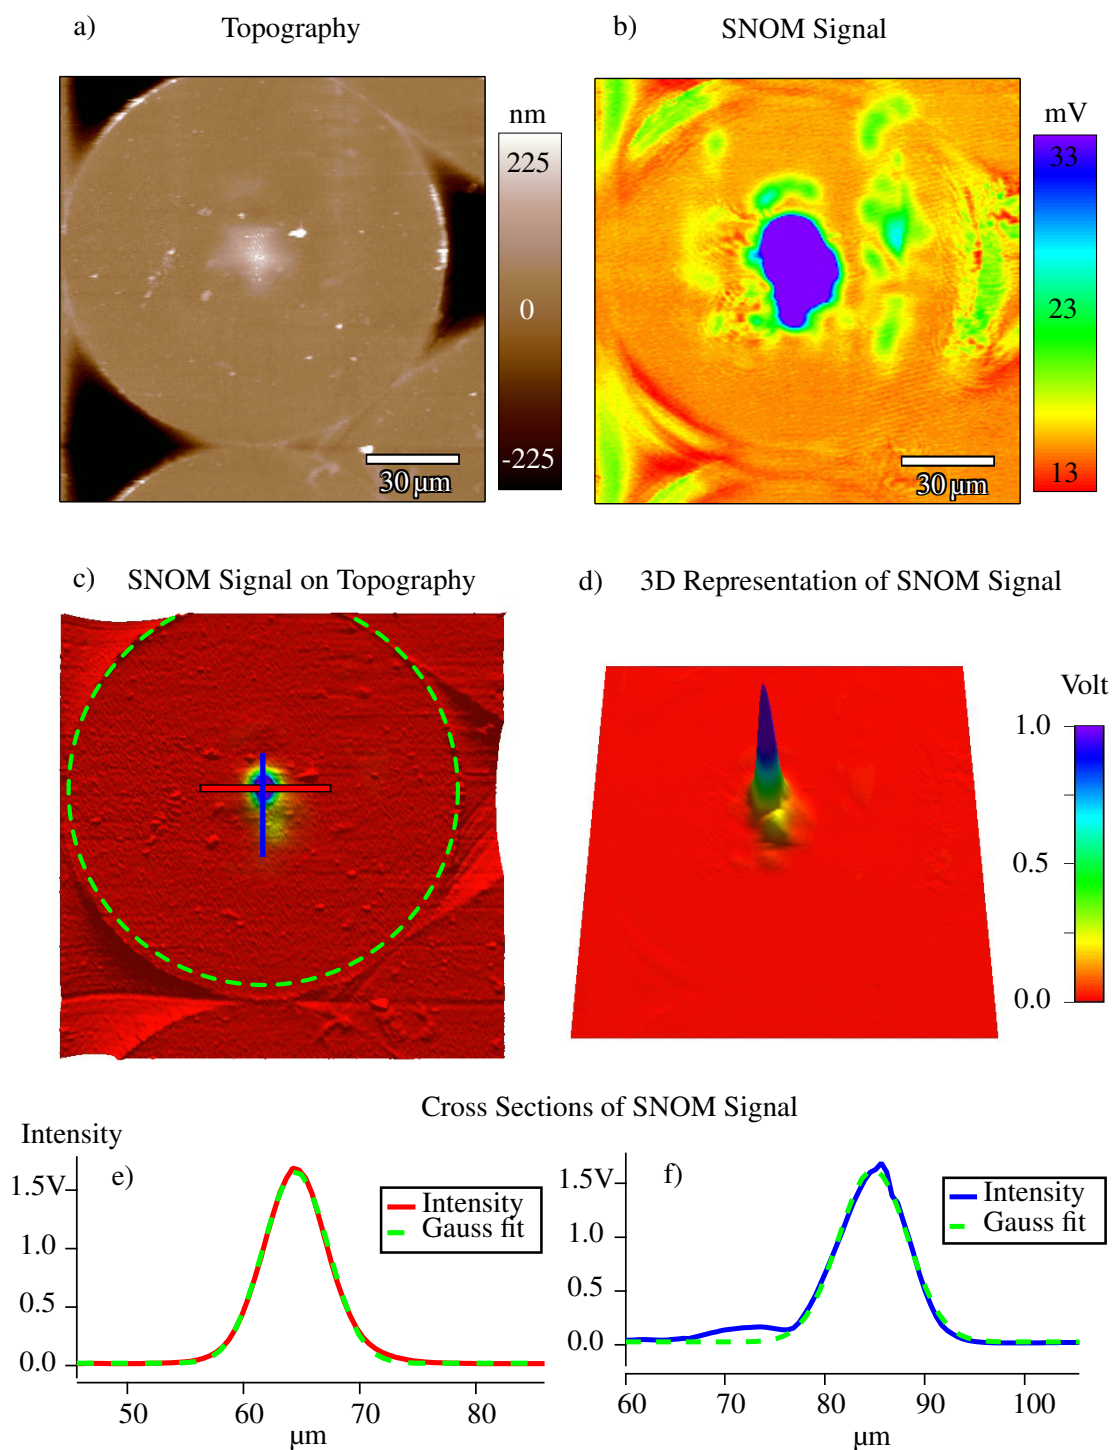 a) Topography
b) SNOM Signal
nm
225
0
-225
30 µm
mV
33
23
13
30 µm
c) SNOM Signal on Topography
d) 3D Representation of SNOM Signal
Volt
1.0
0.5
0.0
Cross Sections of SNOM Signal
Intensity
e)
1.5V
1.0
0.5
0.0
Intensity
Gauss fit
50 60 70 80
µm
f)
1.5V
1.0
0.5
0.0
Intensity
Gauss fit
60 70 80 90 100
µm